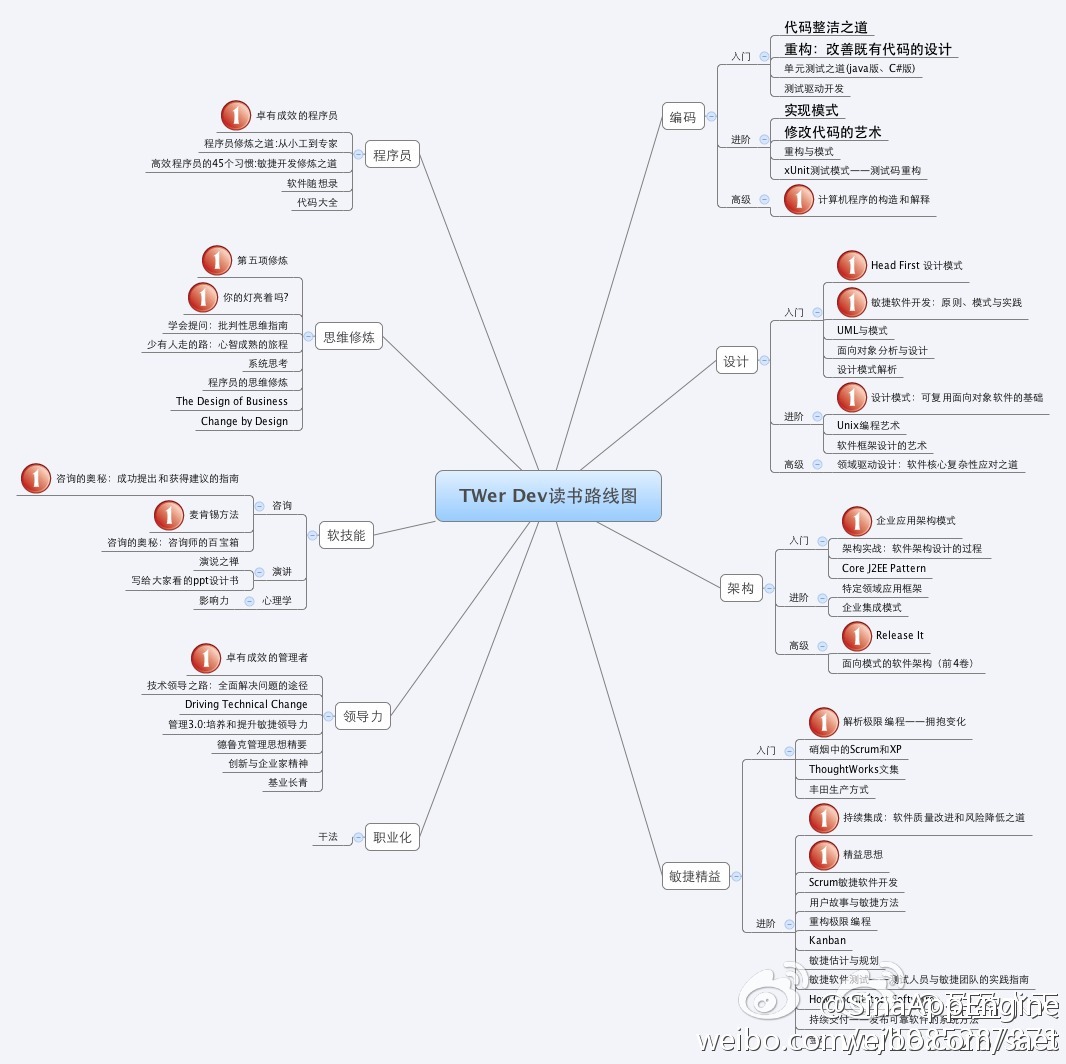 TWer Dev读书路线图
编码
入门
代码整洁之道
重构：改善既有代码的设计
单元测试之道(java版、C#版)
测试驱动开发
进阶
实现模式
修改代码的艺术
重构与模式
xUnit测试模式——测试码重构
高级
1 计算机程序的构造和解释
设计
入门
1 Head First 设计模式
1 敏捷软件开发：原则、模式与实践
UML与模式
面向对象分析与设计
设计模式解析
进阶
1 设计模式：可复用面向对象软件的基础
Unix编程艺术
软件框架设计的艺术
高级
领域驱动设计：软件核心复杂性应对之道
架构
入门
1 企业应用架构模式
架构实战：软件架构设计的过程
Core J2EE Pattern
进阶
特定领域应用框架
企业集成模式
高级
1 Release It
面向模式的软件架构（前4卷）
敏捷精益
入门
1 解析极限编程——拥抱变化
硝烟中的Scrum和XP
ThoughtWorks文集
丰田生产方式
进阶
1 持续集成：软件质量改进和风险降低之道
1 精益思想
Scrum敏捷软件开发
用户故事与敏捷方法
重构极限编程
Kanban
敏捷估计与规划
敏捷软件测试——测试人员与敏捷团队的实践指南
持续交付——发布可靠软件的系统方法
程序员
1 卓有成效的程序员
程序员修炼之道:从小工到专家
高效程序员的45个习惯:敏捷开发修炼之道
软件随想录
代码大全
思维修炼
1 第五项修炼
1 你的灯亮着吗?
学会提问：批判性思维指南
少有人走的路：心智成熟的旅程
系统思考
程序员的思维修炼
The Design of Business
Change by Design
软技能
咨询
1 咨询的奥秘：成功提出和获得建议的指南
1 麦肯锡方法
咨询的奥秘：咨询师的百宝箱
演讲
演说之禅
写给大家看的ppt设计书
心理学
影响力
领导力
1 卓有成效的管理者
技术领导之路：全面解决问题的途径
Driving Technical Change
管理3.0:培养和提升敏捷领导力
德鲁克管理思想精要
创新与企业家精神
基业长青
职业化
干法
@SinaAppEngine
weibo.com
weibo.com/saet